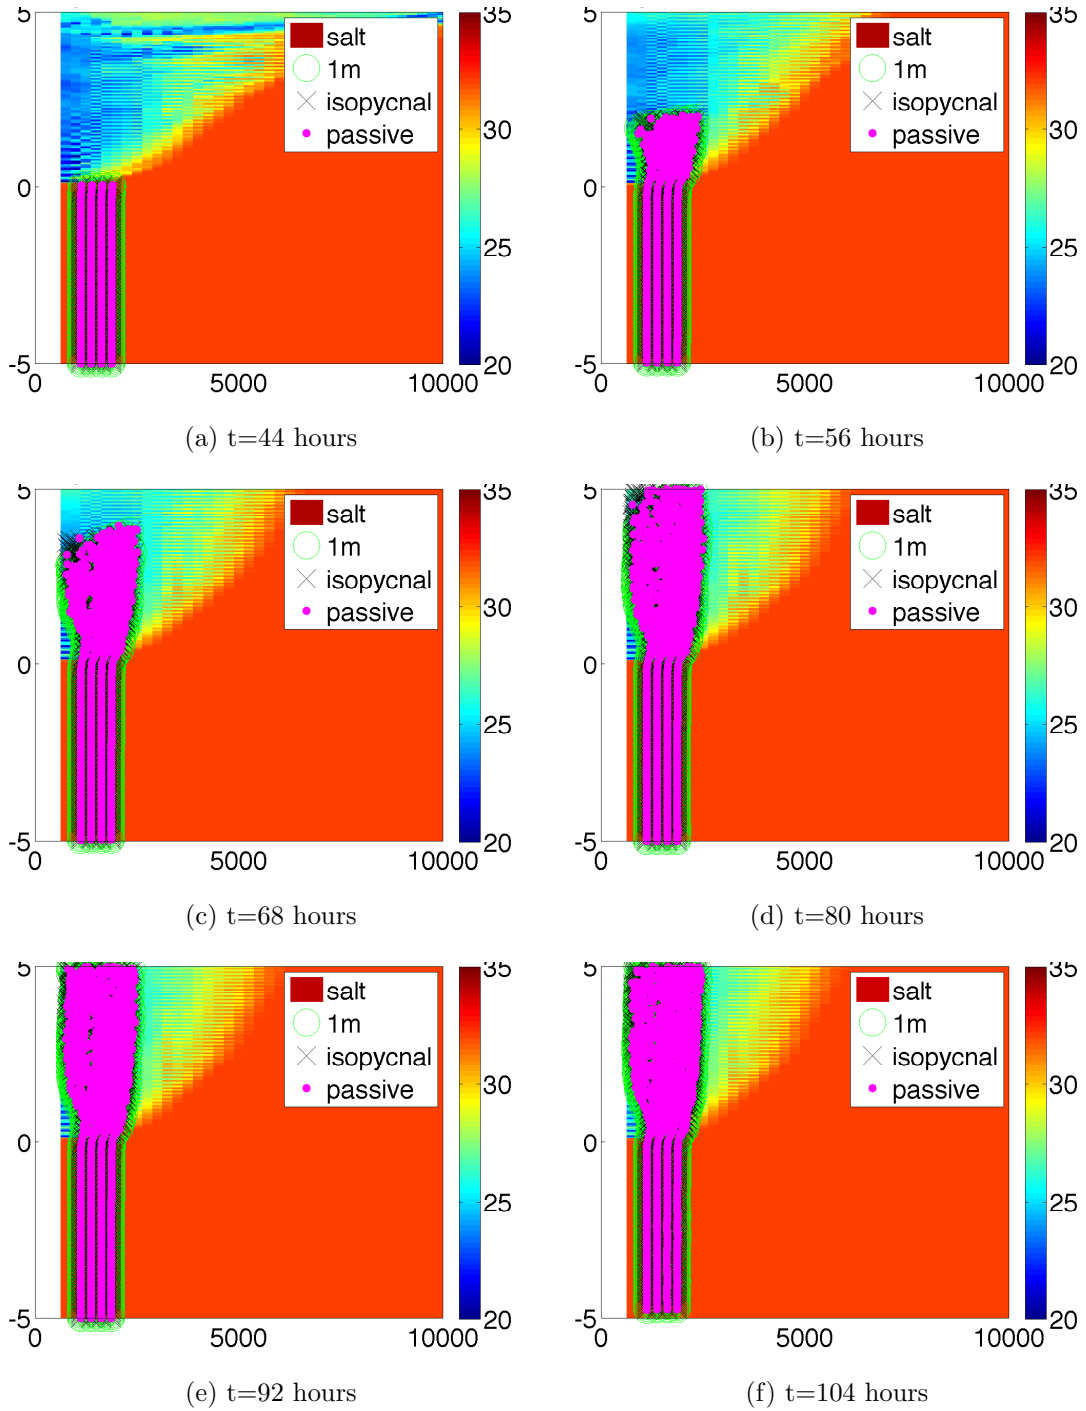 5 35 5 35
salt salt
1m 30 1m 30
isopycnal isopycnal
passive passive
0 25 0 25
-5 20 -5 20
0 5000 10000 0 5000 10000
(a) t=44 hours (b) t=56 hours
5 35 5 35
salt salt
1m 30 1m 30
isopycnal isopycnal
passive passive
0 25 0 25
-5 20 -5 20
0 5000 10000 0 5000 10000
(c) t=68 hours (d) t=80 hours
5 35 5 35
salt salt
1m 30 1m 30
isopycnal isopycnal
passive passive
0 25 0 25
-5 20 -5 20
0 5000 10000 0 5000 10000
(e) t=92 hours (f) t=104 hours